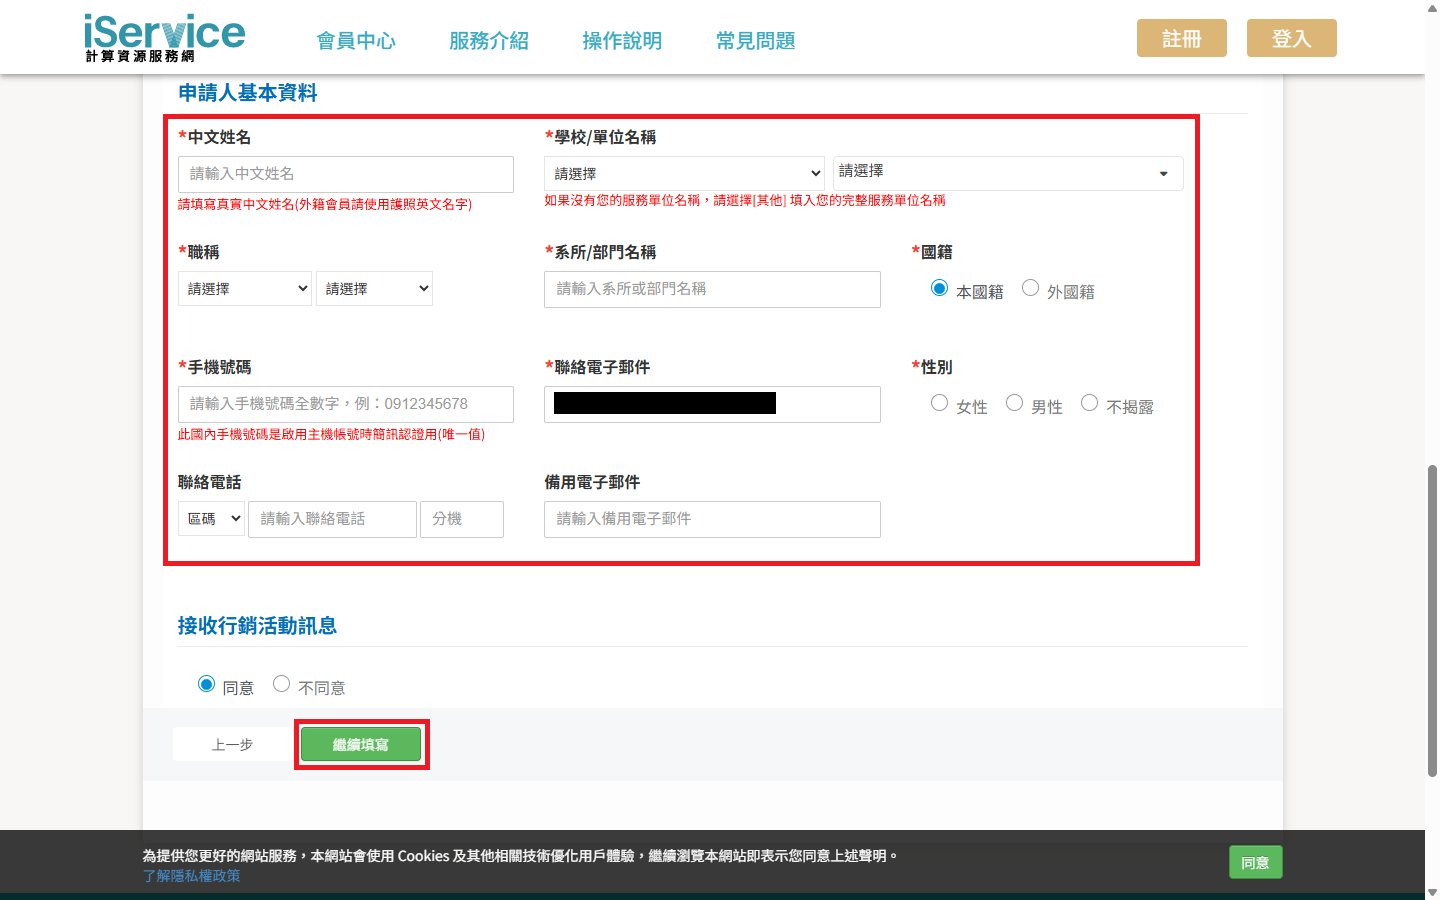 iService
計算資源服務網
會員中心 服務介紹 操作說明 常見問題 註冊 登入
申請人基本資料
*中文姓名 *學校/單位名稱
請輸入中文姓名 請選擇 請選擇
請填寫真實中文姓名(外籍會員請使用護照英文名字) 如果沒有您的服務單位名稱，請選擇[其他] 填入您的完整服務單位名稱
*職稱 *系所/部門名稱 *國籍
請選擇 請選擇 請輸入系所或部門名稱 本國籍 外國籍
*手機號碼 *聯絡電子郵件 *性別
請輸入手機號碼全數字，例：0912345678 女性 男性 不揭露
此國內手機號碼是啟用主機帳號時簡訊認證用(唯一值)
聯絡電話 備用電子郵件
區碼 請輸入聯絡電話 分機 請輸入備用電子郵件
接收行銷活動訊息
同意 不同意
上一步 繼續填寫
為提供您更好的網站服務，本網站會使用 Cookies 及其他相關技術優化用戶體驗，繼續瀏覽本網站即表示您同意上述聲明。
了解隱私權政策
同意